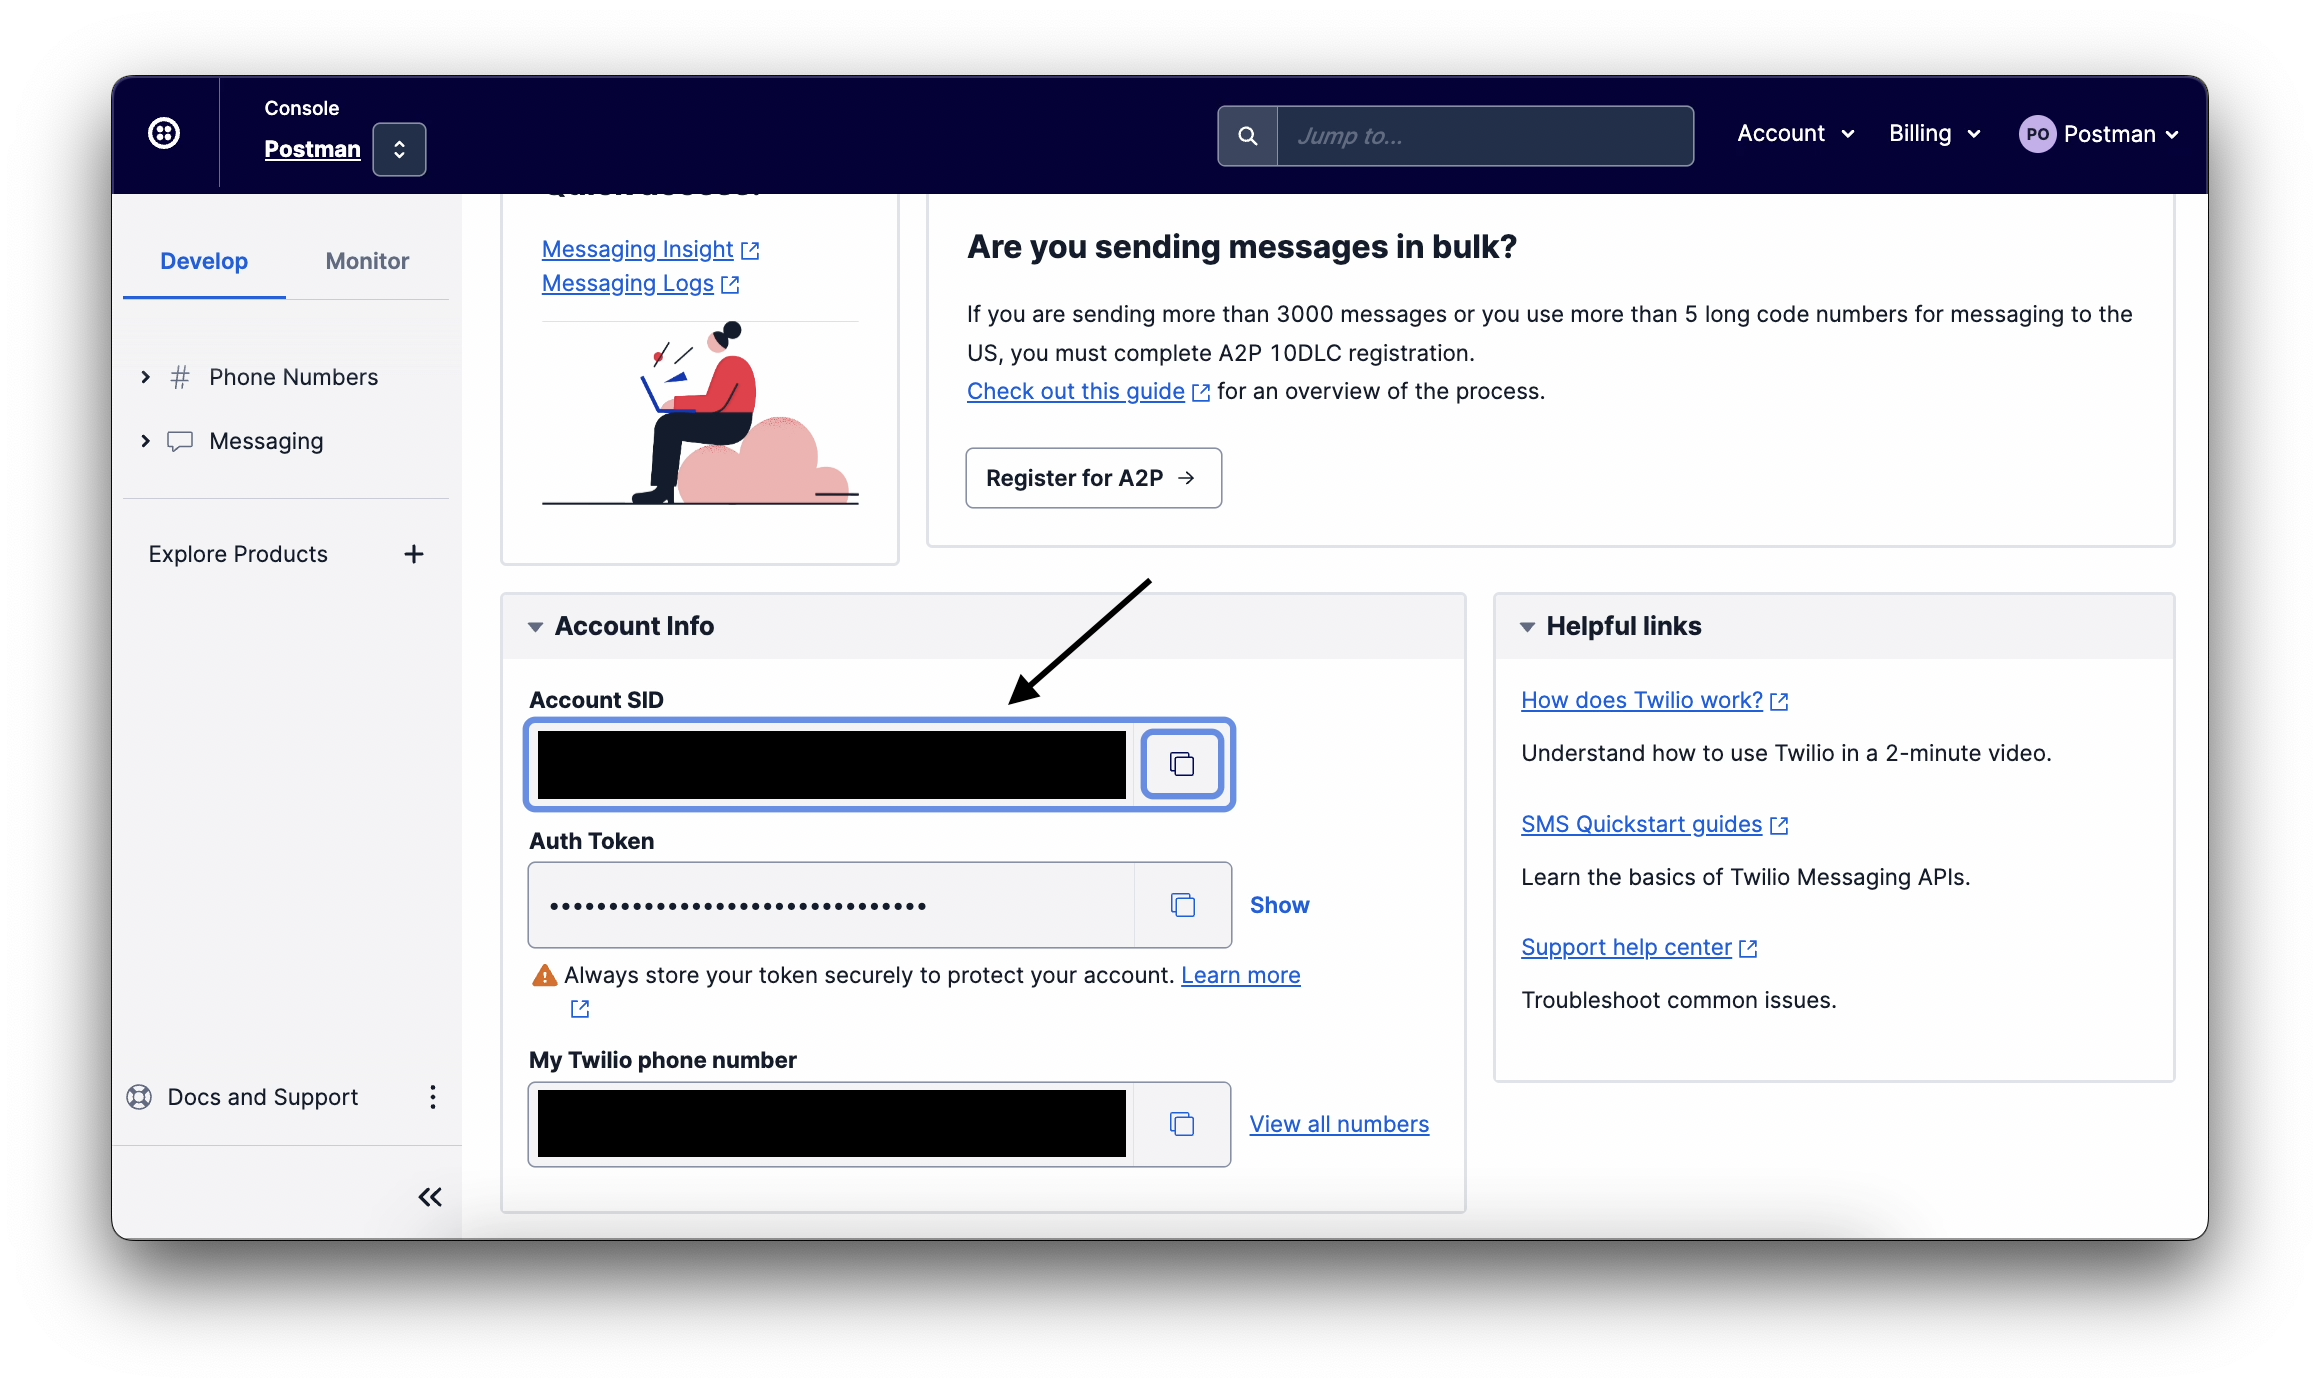 Console
Postman
Jump to...
Account
Billing
PO Postman
Develop
Monitor
Phone Numbers
Messaging
Explore Products
Docs and Support
Messaging Insight
Messaging Logs
Are you sending messages in bulk?
If you are sending more than 3000 messages or you use more than 5 long code numbers for messaging to the
US, you must complete A2P 10DLC registration.
Check out this guide for an overview of the process.
Register for A2P →
Account Info
Account SID
Auth Token
••••••••••••••••••••••••••••••••
Show
Always store your token securely to protect your account. Learn more
My Twilio phone number
View all numbers
Helpful links
How does Twilio work?
Understand how to use Twilio in a 2-minute video.
SMS Quickstart guides
Learn the basics of Twilio Messaging APIs.
Support help center
Troubleshoot common issues.